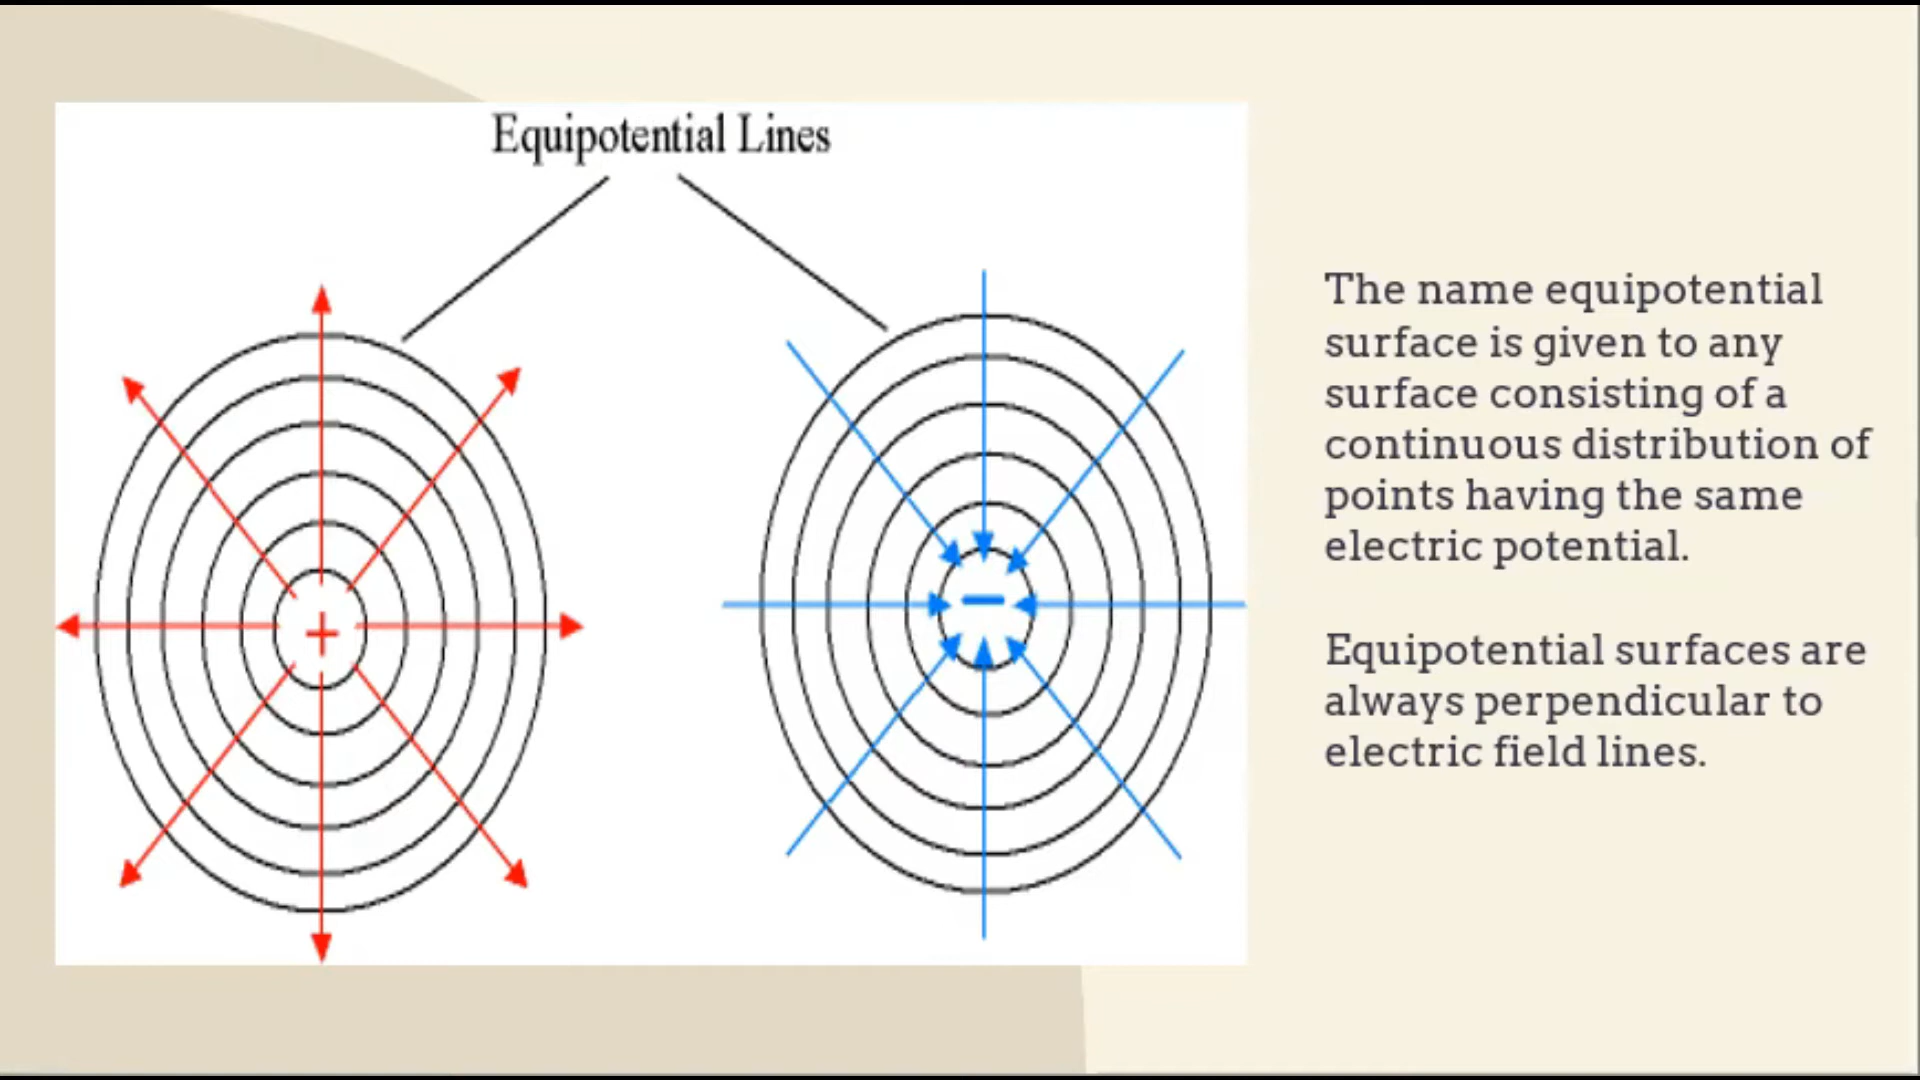 Equipotential Lines
+
−
The name equipotential
surface is given to any
surface consisting of a
continuous distribution of
points having the same
electric potential.
Equipotential surfaces are
always perpendicular to
electric field lines.